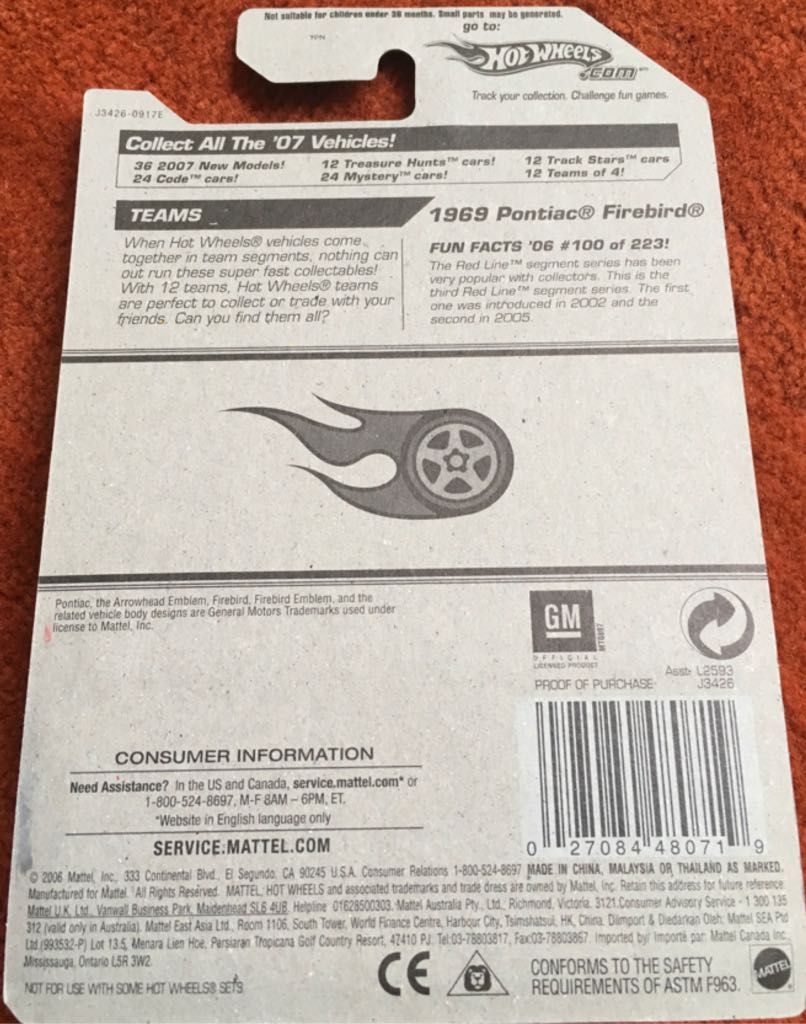 Not suitable for children under 36 months. Small parts may be generated.
go to:
HOT WHEELS
.com™
Track your collection. Challenge fun games.
J3426-0917E
Collect All The '07 Vehicles!
36 2007 New Models! 12 Treasure Hunts™ cars! 12 Track Stars™ cars
24 Code™ cars! 24 Mystery™ cars! 12 Teams of 4!
TEAMS
When Hot Wheels® vehicles come
together in team segments, nothing can
out run these super fast collectables!
With 12 teams, Hot Wheels® teams
are perfect to collect or trade with your
friends. Can you find them all?
1969 Pontiac® Firebird®
FUN FACTS '06 #100 of 223!
The Red Line™ segment series has been
very popular with collectors. This is the
third Red Line™ segment series. The first
one was introduced in 2002 and the
second in 2005.
Pontiac, the Arrowhead Emblem, Firebird, Firebird Emblem, and the
related vehicle body designs are General Motors Trademarks used under
license to Mattel, Inc.
GM
OFFICIAL
LICENSED PRODUCT
PROOF OF PURCHASE
Asst: L2593
J3426
0 27084 48071 9
CONSUMER INFORMATION
Need Assistance? In the US and Canada, service.mattel.com* or
1-800-524-8697, M-F 8AM – 6PM, ET.
*Website in English language only
SERVICE.MATTEL.COM
© 2006 Mattel, Inc., 333 Continental Blvd., El Segundo, CA 90245 U.S.A. Consumer Relations 1-800-524-8697 MADE IN CHINA, MALAYSIA OR THAILAND AS MARKED.
Manufactured for Mattel. All Rights Reserved. MATTEL, HOT WHEELS and associated trademarks and trade dress are owned by Mattel, Inc. Retain this address for future reference.
Mattel U.K. Ltd., Vanwall Business Park, Maidenhead SL6 4UB. Helpline 01628500303. Mattel Australia Pty., Ltd., Richmond, Victoria. 3121.Consumer Advisory Service - 1 300 135
312 (valid only in Australia). Mattel East Asia Ltd., Room 1106, South Tower, World Finance Centre, Harbour City, Tsimshatsui, HK, China. Diimport & Diedarkan Oleh: Mattel SEA Ptd
Ltd.(993532-P) Lot 13.5, Menara Lien Hoe, Persiaran Tropicana Golf Country Resort, 47410 PJ. Tel:03-78803817, Fax:03-78803867. Imported by/ Importé par: Mattel Canada Inc.,
Mississauga, Ontario L5R 3W2.
NOT FOR USE WITH SOME HOT WHEELS® SETS.
CE
CONFORMS TO THE SAFETY
REQUIREMENTS OF ASTM F963.
MATTEL